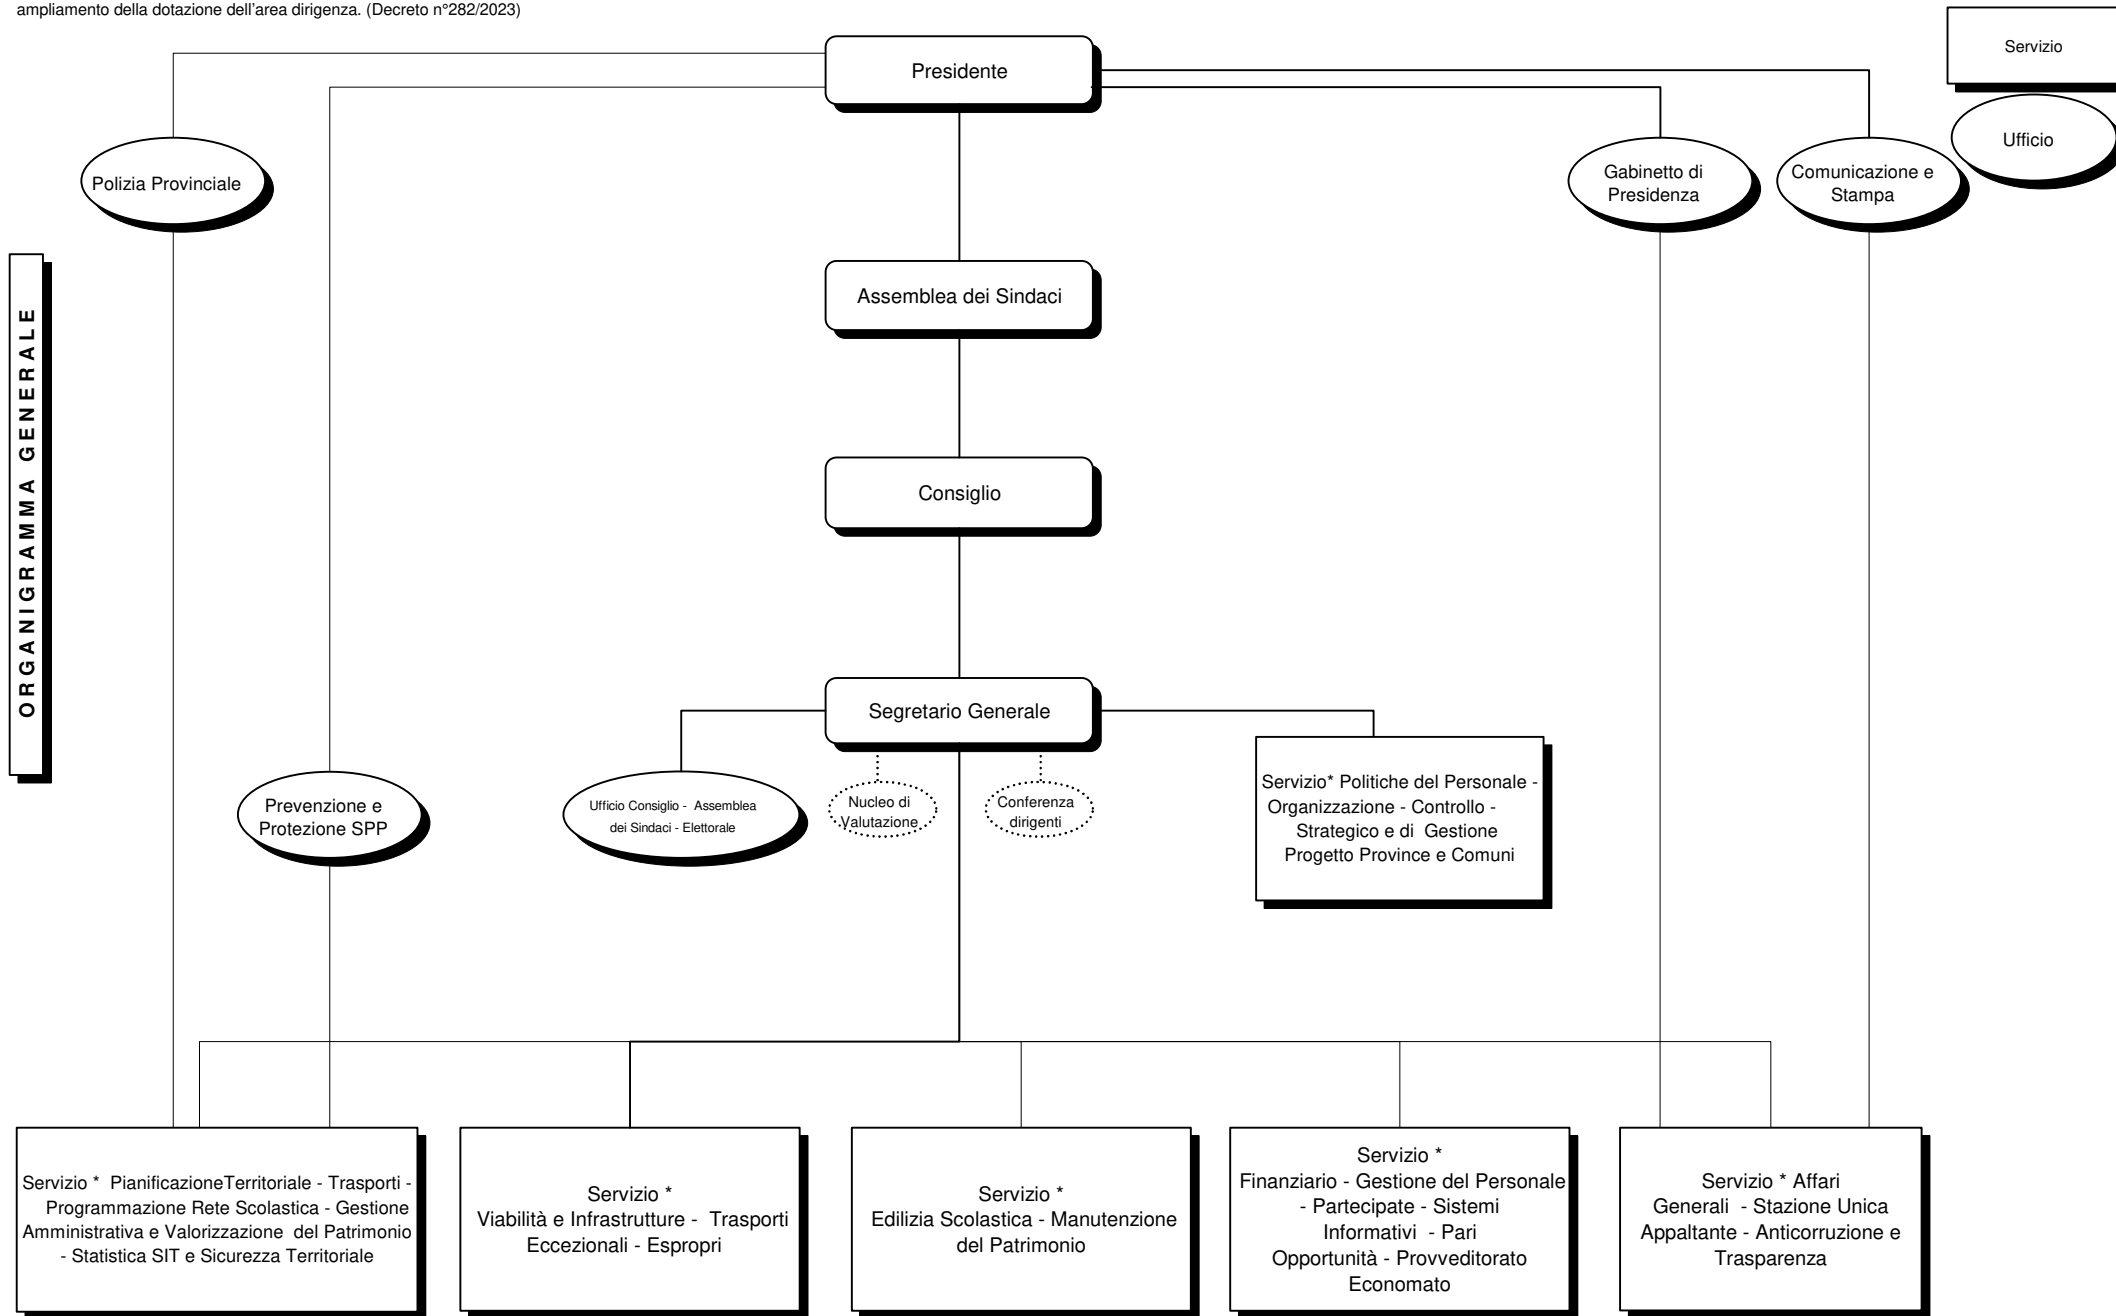 ampliamento della dotazione dell'area dirigenza. (Decreto n°282/2023)
Servizio
Presidente
Ufficio
Polizia Provinciale
Gabinetto di
Presidenza
Comunicazione e
Stampa
ORGANIGRAMMA GENERALE
Assemblea dei Sindaci
Consiglio
Segretario Generale
Prevenzione e
Protezione SPP
Ufficio Consiglio - Assemblea
dei Sindaci - Elettorale
Nucleo di
Valutazione
Conferenza
dirigenti
Servizio* Politiche del Personale -
Organizzazione - Controllo -
Strategico e di Gestione
Progetto Province e Comuni
Servizio * PianificazioneTerritoriale - Trasporti -
Programmazione Rete Scolastica - Gestione
Amministrativa e Valorizzazione del Patrimonio
- Statistica SIT e Sicurezza Territoriale
Servizio *
Viabilità e Infrastrutture - Trasporti
Eccezionali - Espropri
Servizio *
Edilizia Scolastica - Manutenzione
del Patrimonio
Servizio *
Finanziario - Gestione del Personale
- Partecipate - Sistemi
Informativi - Pari
Opportunità - Provveditorato
Economato
Servizio * Affari
Generali - Stazione Unica
Appaltante - Anticorruzione e
Trasparenza